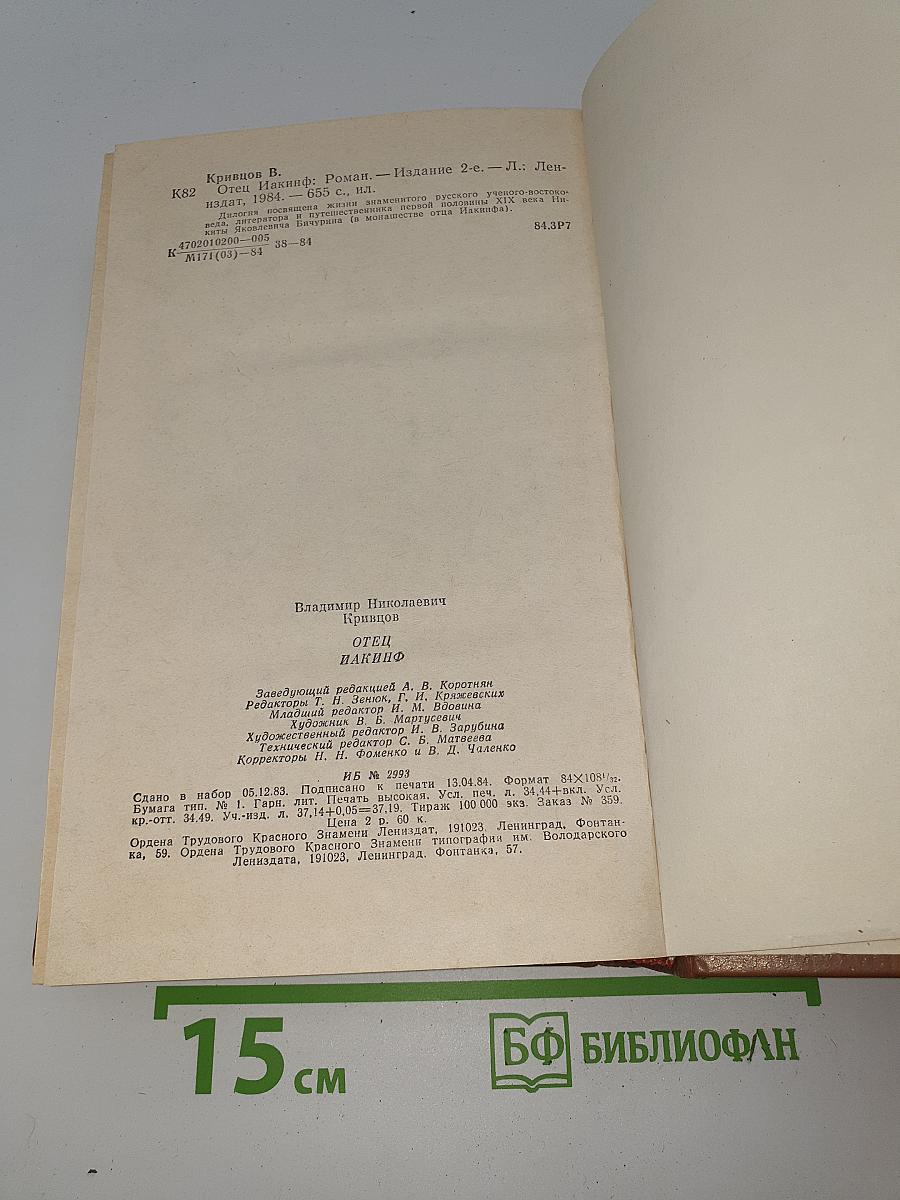 Кривцов В.
К82 Отец Иакинф: Роман. — Издание 2-е. — Л.: Лен-
издат, 1984. — 655 с., ил.
Дилогия посвящена жизни знаменитого русского ученого-востоко-
веда, литератора и путешественника первой половины XIX века Ни-
киты Яковлевича Бичурина (в монашестве отца Иакинфа).
К 4702010200—005 38—84 84.3Р7
М171(03)—84
Владимир Николаевич
Кривцов
ОТЕЦ
ИАКИНФ
Заведующий редакцией А. В. Коротнян
Редакторы Т. Н. Зенюк, Г. И. Кряжевских
Младший редактор И. М. Вдовина
Художник В. Б. Мартусевич
Художественный редактор И. В. Зарубина
Технический редактор С. Б. Матвеева
Корректоры Н. Н. Фоменко и В. Д. Чаленко
ИБ № 2993
Сдано в набор 05.12.83. Подписано к печати 13.04.84. Формат 84×108¹/₃₂.
Бумага тип. № 1. Гарн. лит. Печать высокая. Усл. печ. л. 34,44+вкл. Усл.
кр.-отт. 34.49. Уч.-изд. л. 37,14+0,05=37,19. Тираж 100 000 экз. Заказ № 359.
Цена 2 р. 60 к.
Ордена Трудового Красного Знамени Лениздат, 191023, Ленинград, Фонтан-
ка, 59. Ордена Трудового Красного Знамени типография им. Володарского
Лениздата, 191023, Ленинград, Фонтанка, 57.
15 см
БФ БИБЛИОФАН